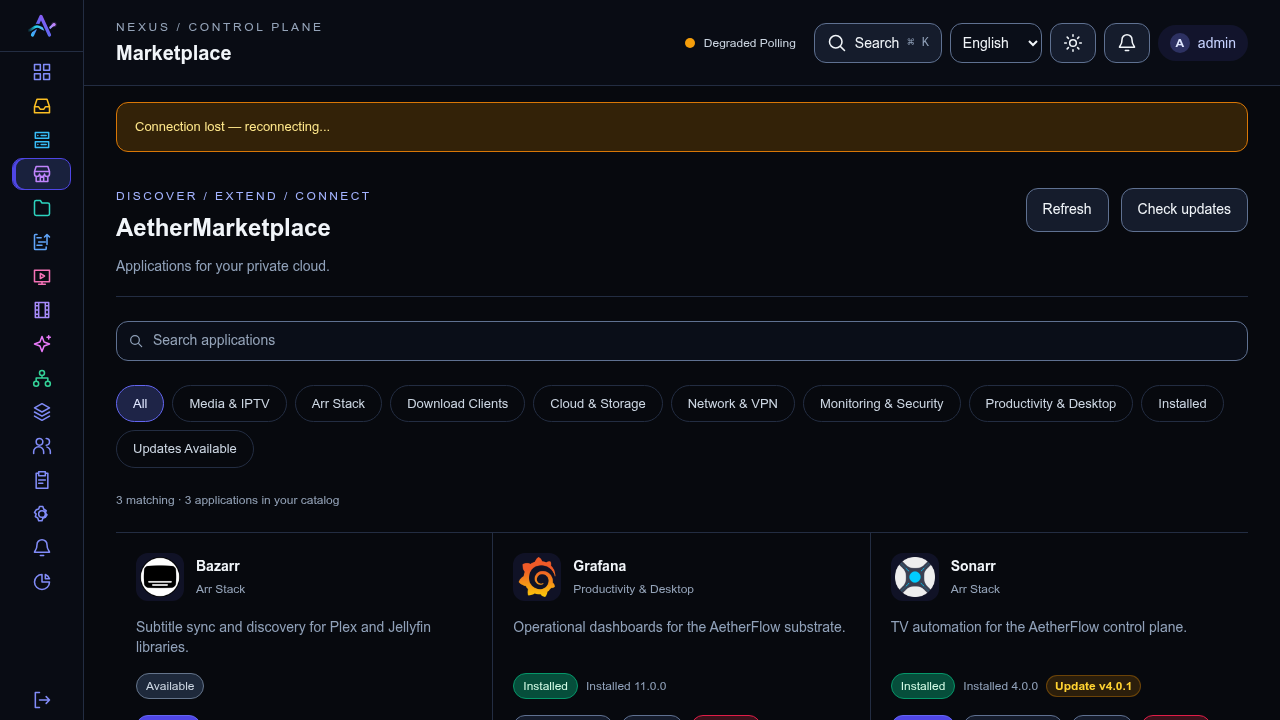 NEXUS / CONTROL PLANE
Marketplace
Degraded Polling
Search ⌘ K
English
A admin
Connection lost — reconnecting...
DISCOVER / EXTEND / CONNECT
AetherMarketplace
Applications for your private cloud.
Refresh
Check updates
Search applications
All
Media & IPTV
Arr Stack
Download Clients
Cloud & Storage
Network & VPN
Monitoring & Security
Productivity & Desktop
Installed
Updates Available
3 matching · 3 applications in your catalog
Bazarr
Arr Stack
Subtitle sync and discovery for Plex and Jellyfin
libraries.
Available
Grafana
Productivity & Desktop
Operational dashboards for the AetherFlow substrate.
Installed
Installed 11.0.0
Sonarr
Arr Stack
TV automation for the AetherFlow control plane.
Installed
Installed 4.0.0
Update v4.0.1